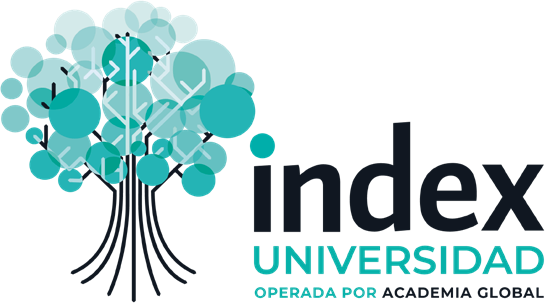 index
UNIVERSIDAD
OPERADA POR ACADEMIA GLOBAL